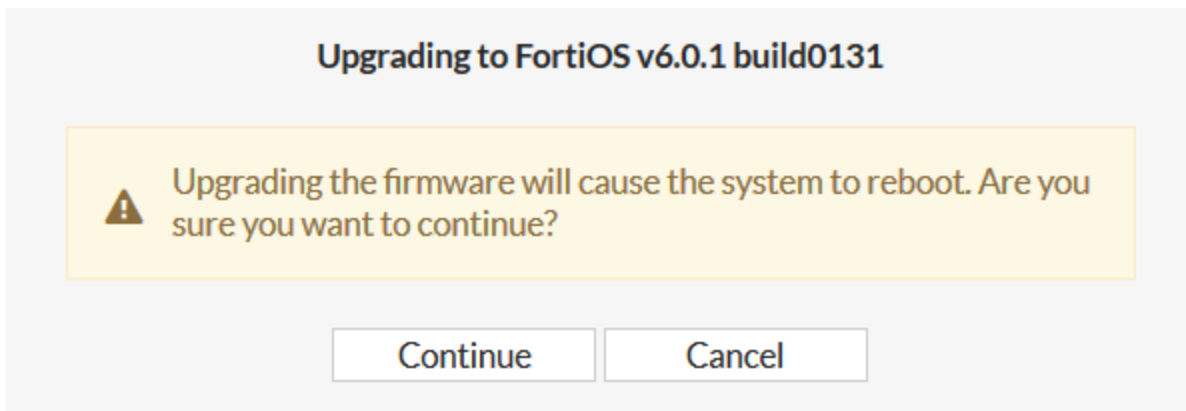 Upgrading to FortiOS v6.0.1 build0131
Upgrading the firmware will cause the system to reboot. Are you
sure you want to continue?
Continue
Cancel